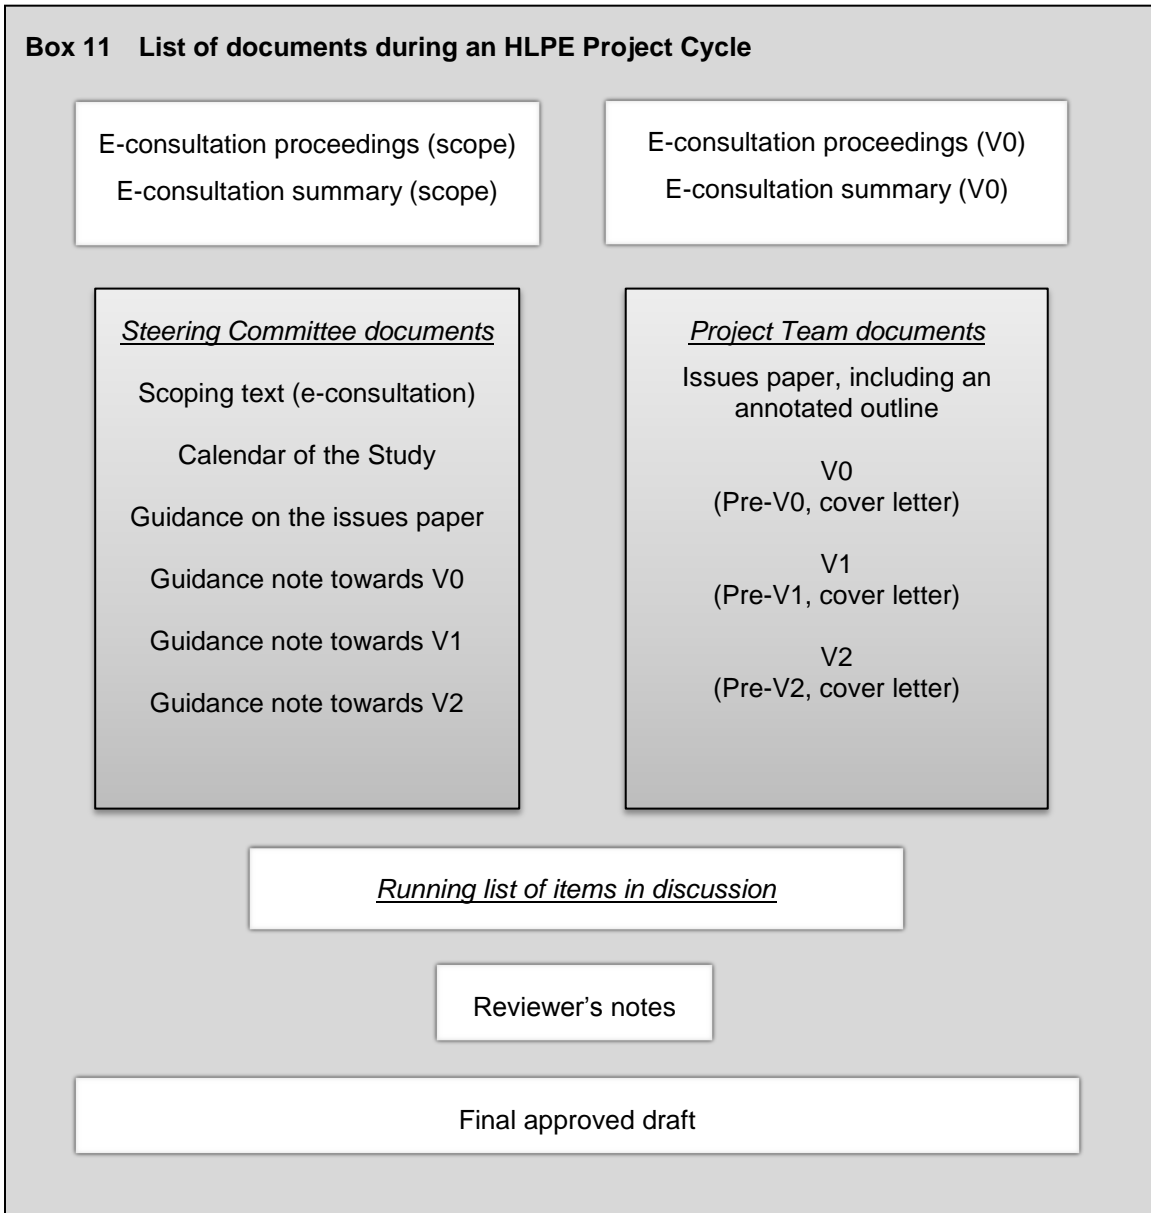 Box 11 List of documents during an HLPE Project Cycle
E-consultation proceedings (scope)
E-consultation summary (scope)
E-consultation proceedings (V0)
E-consultation summary (V0)
Steering Committee documents
Scoping text (e-consultation)
Calendar of the Study
Guidance on the issues paper
Guidance note towards V0
Guidance note towards V1
Guidance note towards V2
Project Team documents
Issues paper, including an
annotated outline
V0
(Pre-V0, cover letter)
V1
(Pre-V1, cover letter)
V2
(Pre-V2, cover letter)
Running list of items in discussion
Reviewer’s notes
Final approved draft